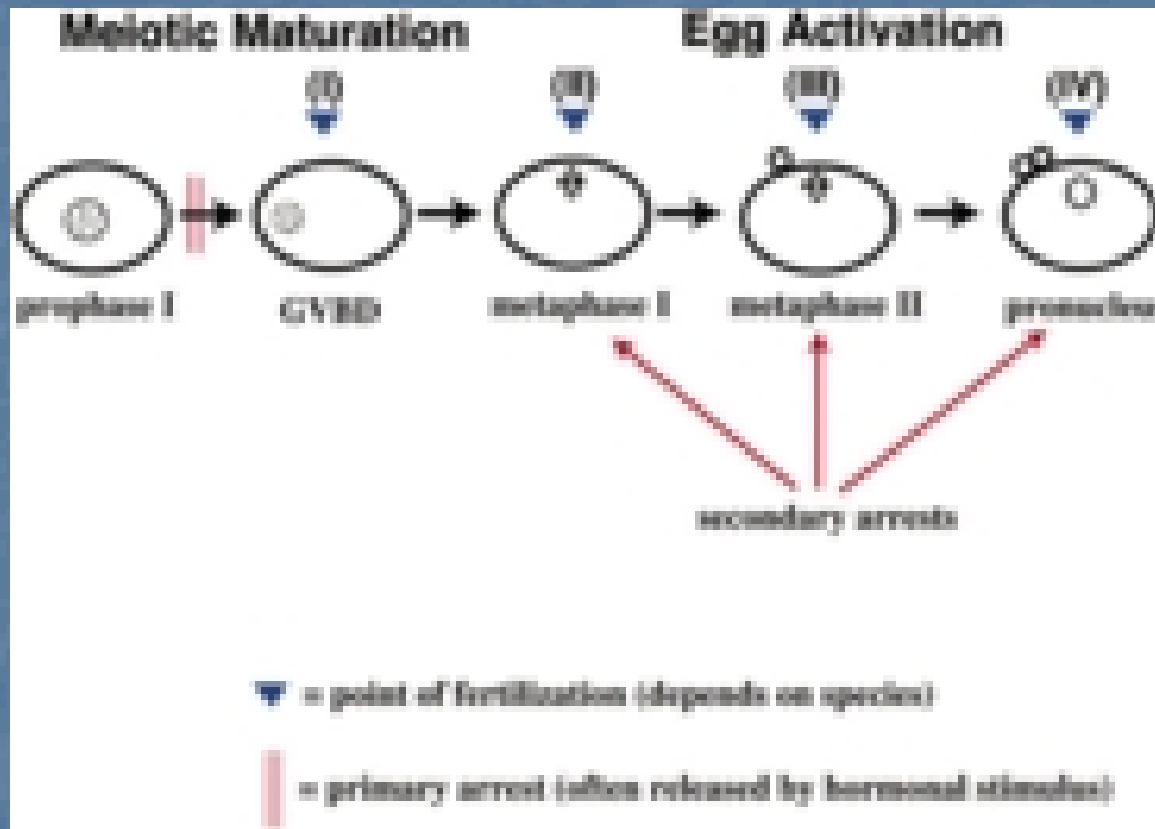 Meiotic Maturation Egg Activation
(I) (II) (III) (IV)
prophase I GVBD metaphase I metaphase II pronucleu
secondary arrests
= point of fertilization (depends on species)
= primary arrest (often released by hormonal stimulus)